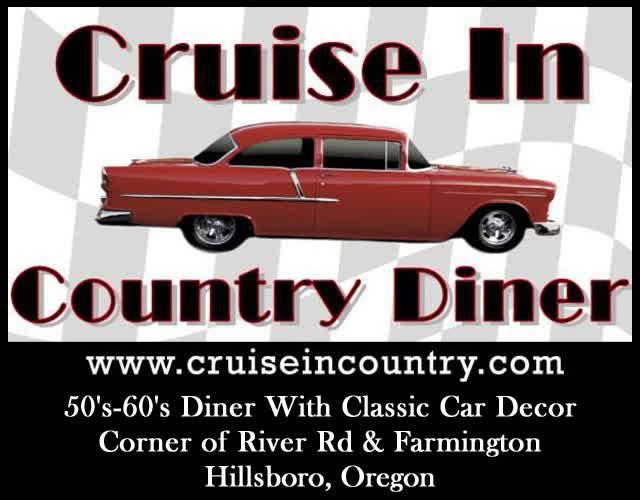 Cruise In
Country Diner
www.cruiseincountry.com
50's-60's Diner With Classic Car Decor
Corner of River Rd & Farmington
Hillsboro, Oregon